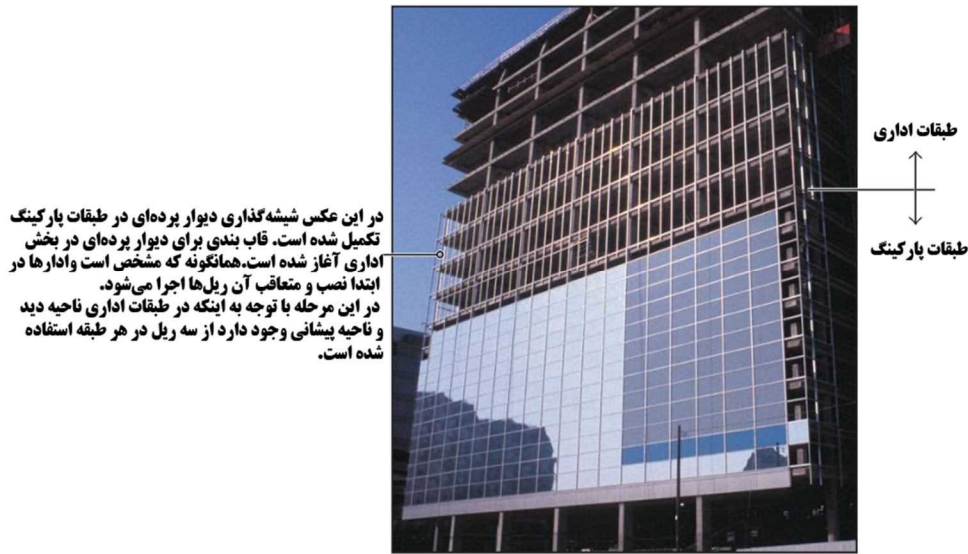 در این عکس شیشه‌گذاری دیوار پرده‌ای در طبقات پارکینگ
تکمیل شده است. قاب بندی برای دیوار پرده‌ای در بخش
اداری آغاز شده است.همانگونه که مشخص است وادارها در
ابتدا نصب و متعاقب آن ریل‌ها اجرا می‌شود.
در این مرحله با توجه به اینکه در طبقات اداری ناحیه دید
و ناحیه پیشانی وجود دارد از سه ریل در هر طبقه استفاده
شده است.
طبقات اداری
طبقات پارکینگ